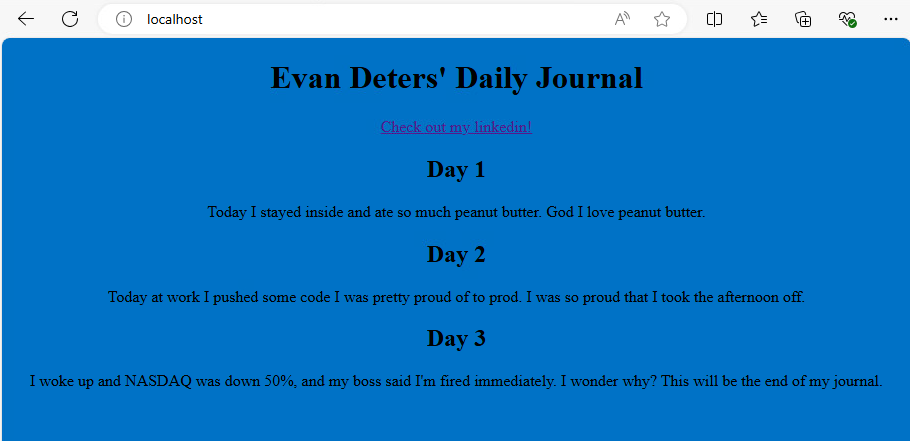 localhost
Evan Deters' Daily Journal
Check out my linkedin!
Day 1
Today I stayed inside and ate so much peanut butter. God I love peanut butter.
Day 2
Today at work I pushed some code I was pretty proud of to prod. I was so proud that I took the afternoon off.
Day 3
I woke up and NASDAQ was down 50%, and my boss said I'm fired immediately. I wonder why? This will be the end of my journal.